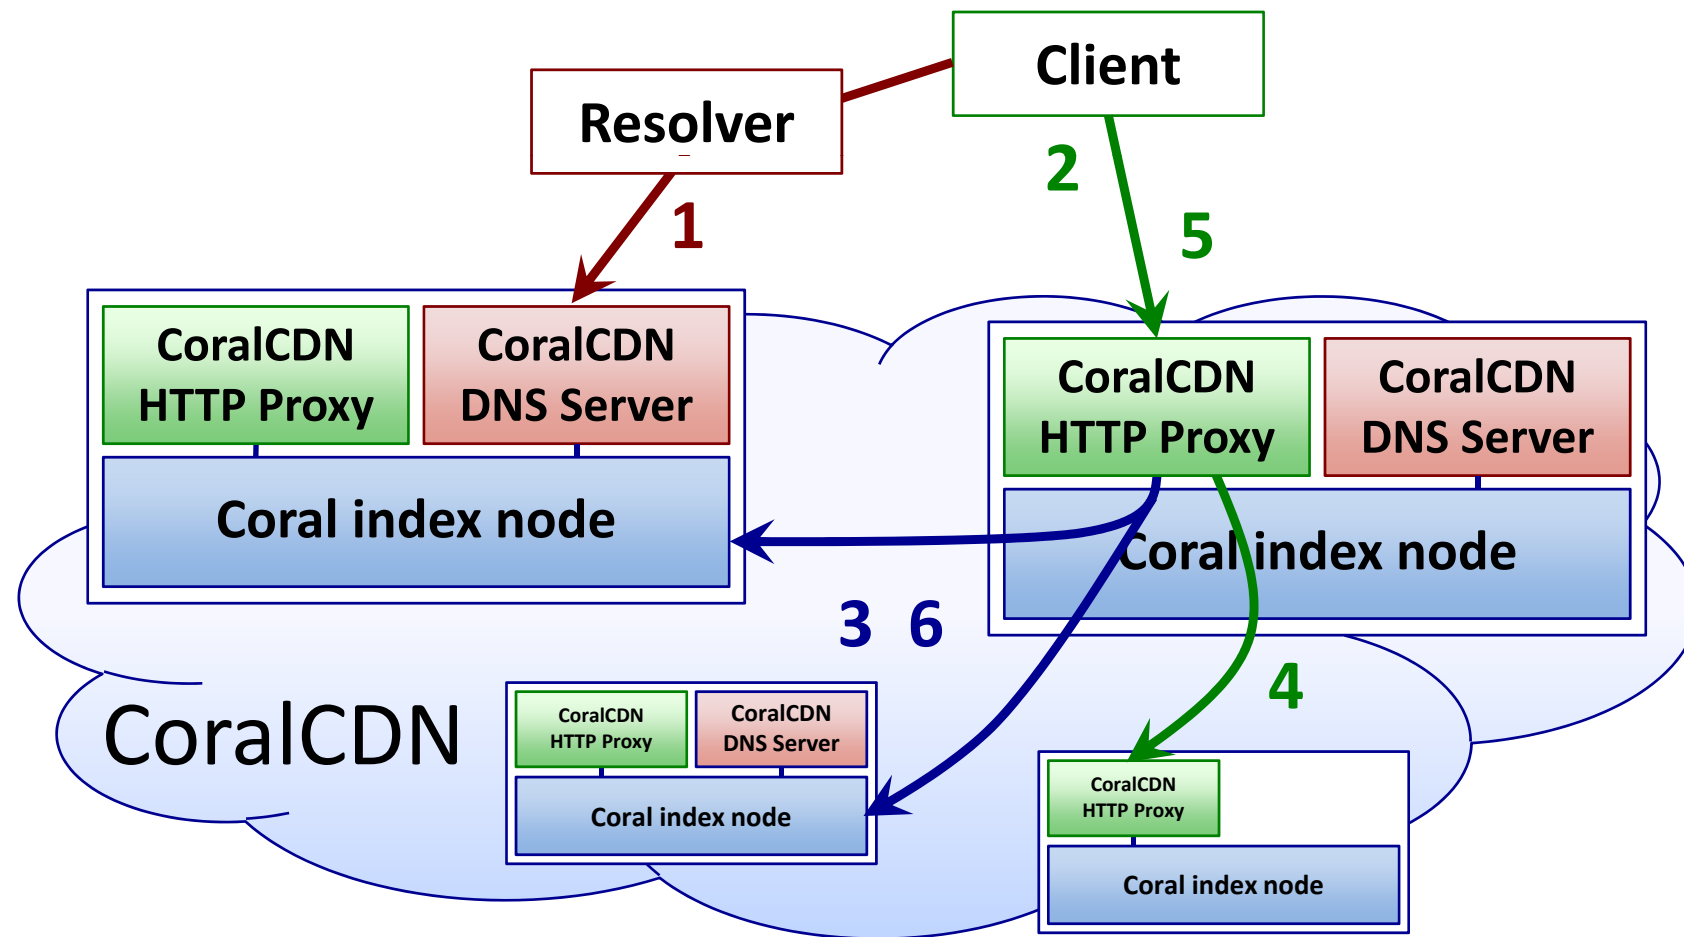 Client
Resolver
2
1
5
CoralCDN
HTTP Proxy
CoralCDN
DNS Server
Coral index node
CoralCDN
HTTP Proxy
CoralCDN
DNS Server
Coral index node
3 6
4
CoralCDN
CoralCDN
HTTP Proxy
CoralCDN
DNS Server
Coral index node
CoralCDN
HTTP Proxy
Coral index node